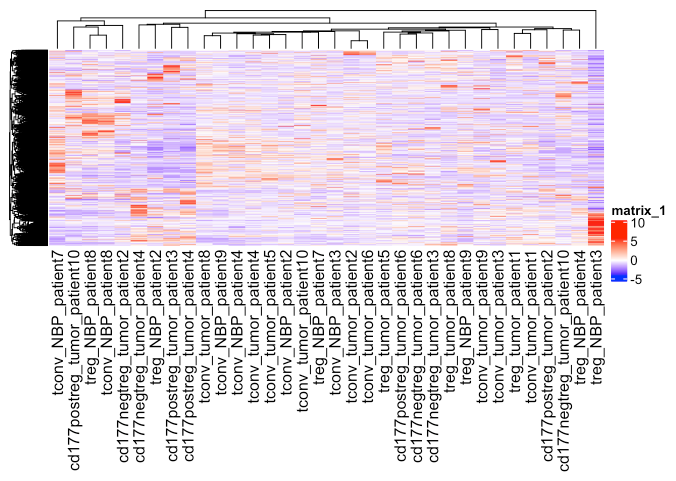 matrix_1
10
5
0
-5
tconv_NBP_patient7
cd177postreg_tumor_patient10
treg_NBP_patient8
tconv_NBP_patient8
cd177negtreg_tumor_patient2
cd177negtreg_tumor_patient4
treg_NBP_patient2
cd177postreg_tumor_patient3
cd177postreg_tumor_patient4
tconv_tumor_patient8
tconv_NBP_patient9
tconv_NBP_patient4
tconv_tumor_patient4
tconv_tumor_patient5
tconv_NBP_patient2
tconv_tumor_patient10
treg_NBP_patient7
tconv_NBP_patient3
tconv_tumor_patient2
tconv_tumor_patient6
treg_tumor_patient5
cd177postreg_tumor_patient6
cd177negtreg_tumor_patient6
cd177negtreg_tumor_patient3
treg_tumor_patient8
treg_NBP_patient9
tconv_tumor_patient9
tconv_tumor_patient3
treg_tumor_patient1
tconv_tumor_patient1
cd177postreg_tumor_patient2
cd177negtreg_tumor_patient10
treg_NBP_patient4
treg_NBP_patient3